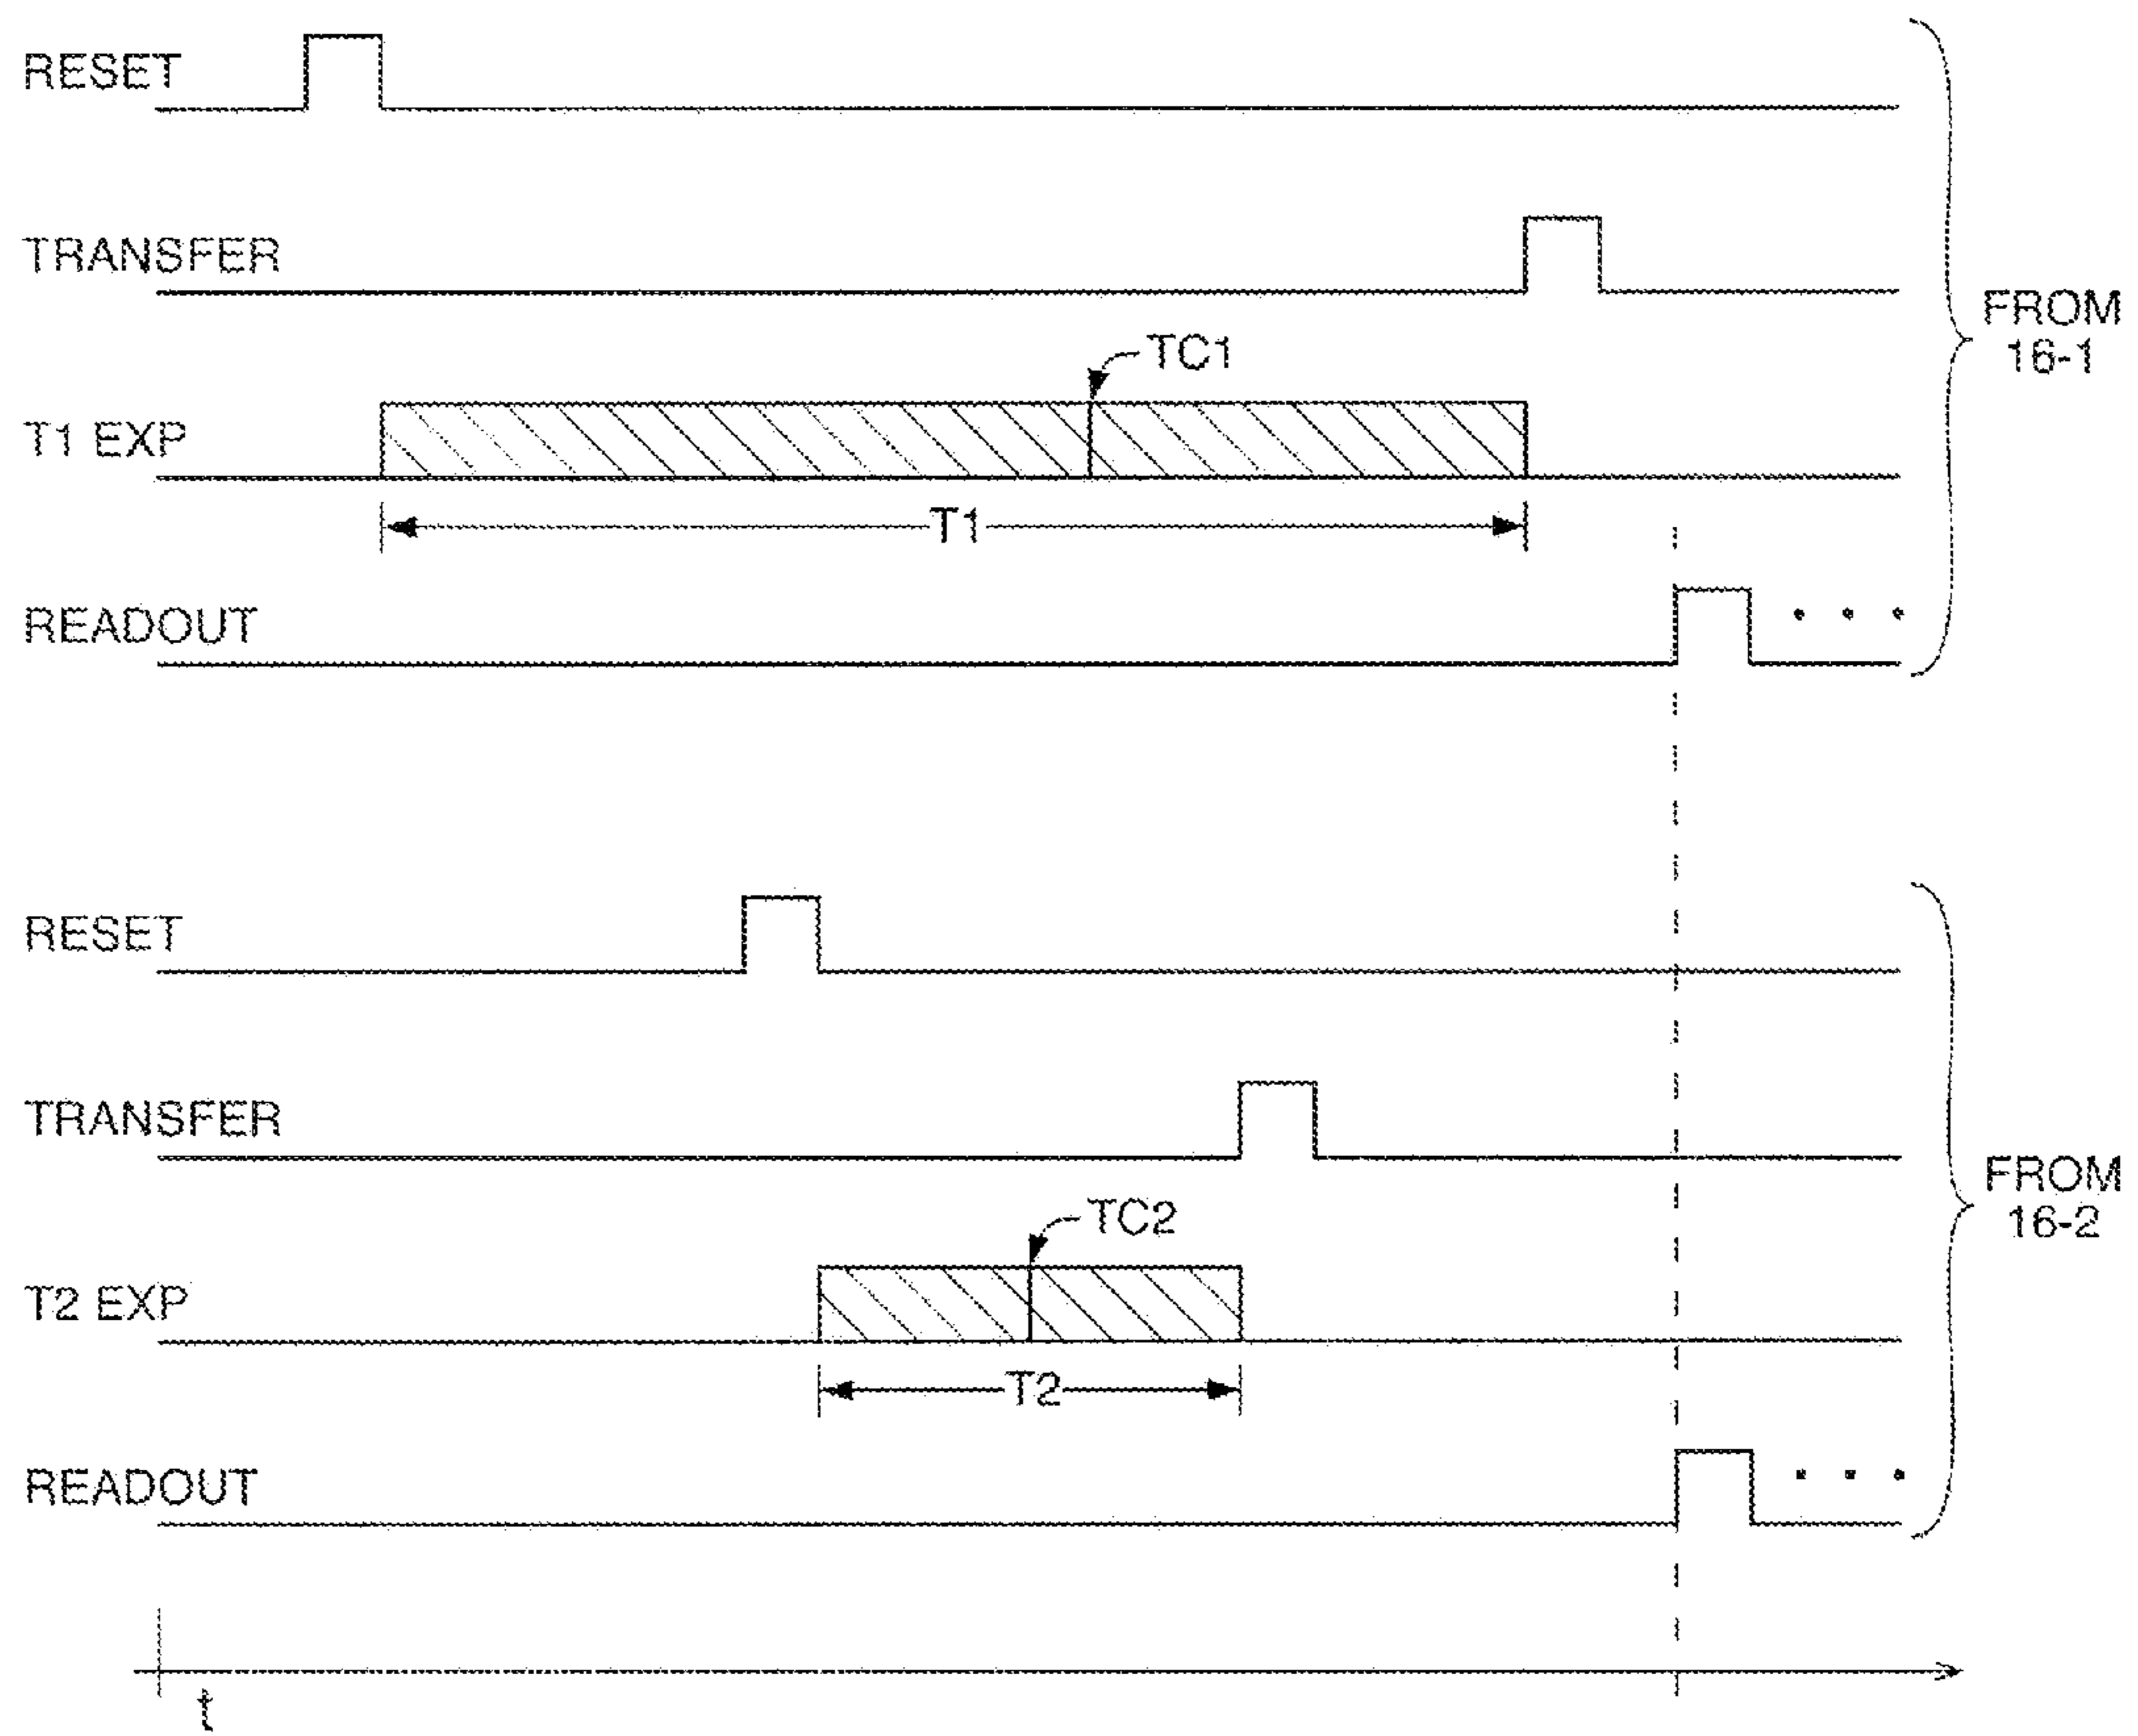 RESET
TRANSFER
FROM
16-1
TC1
T1 EXP
T1
READOUT
RESET
TRANSFER
FROM
16-2
TC2
T2 EXP
T2
READOUT
t